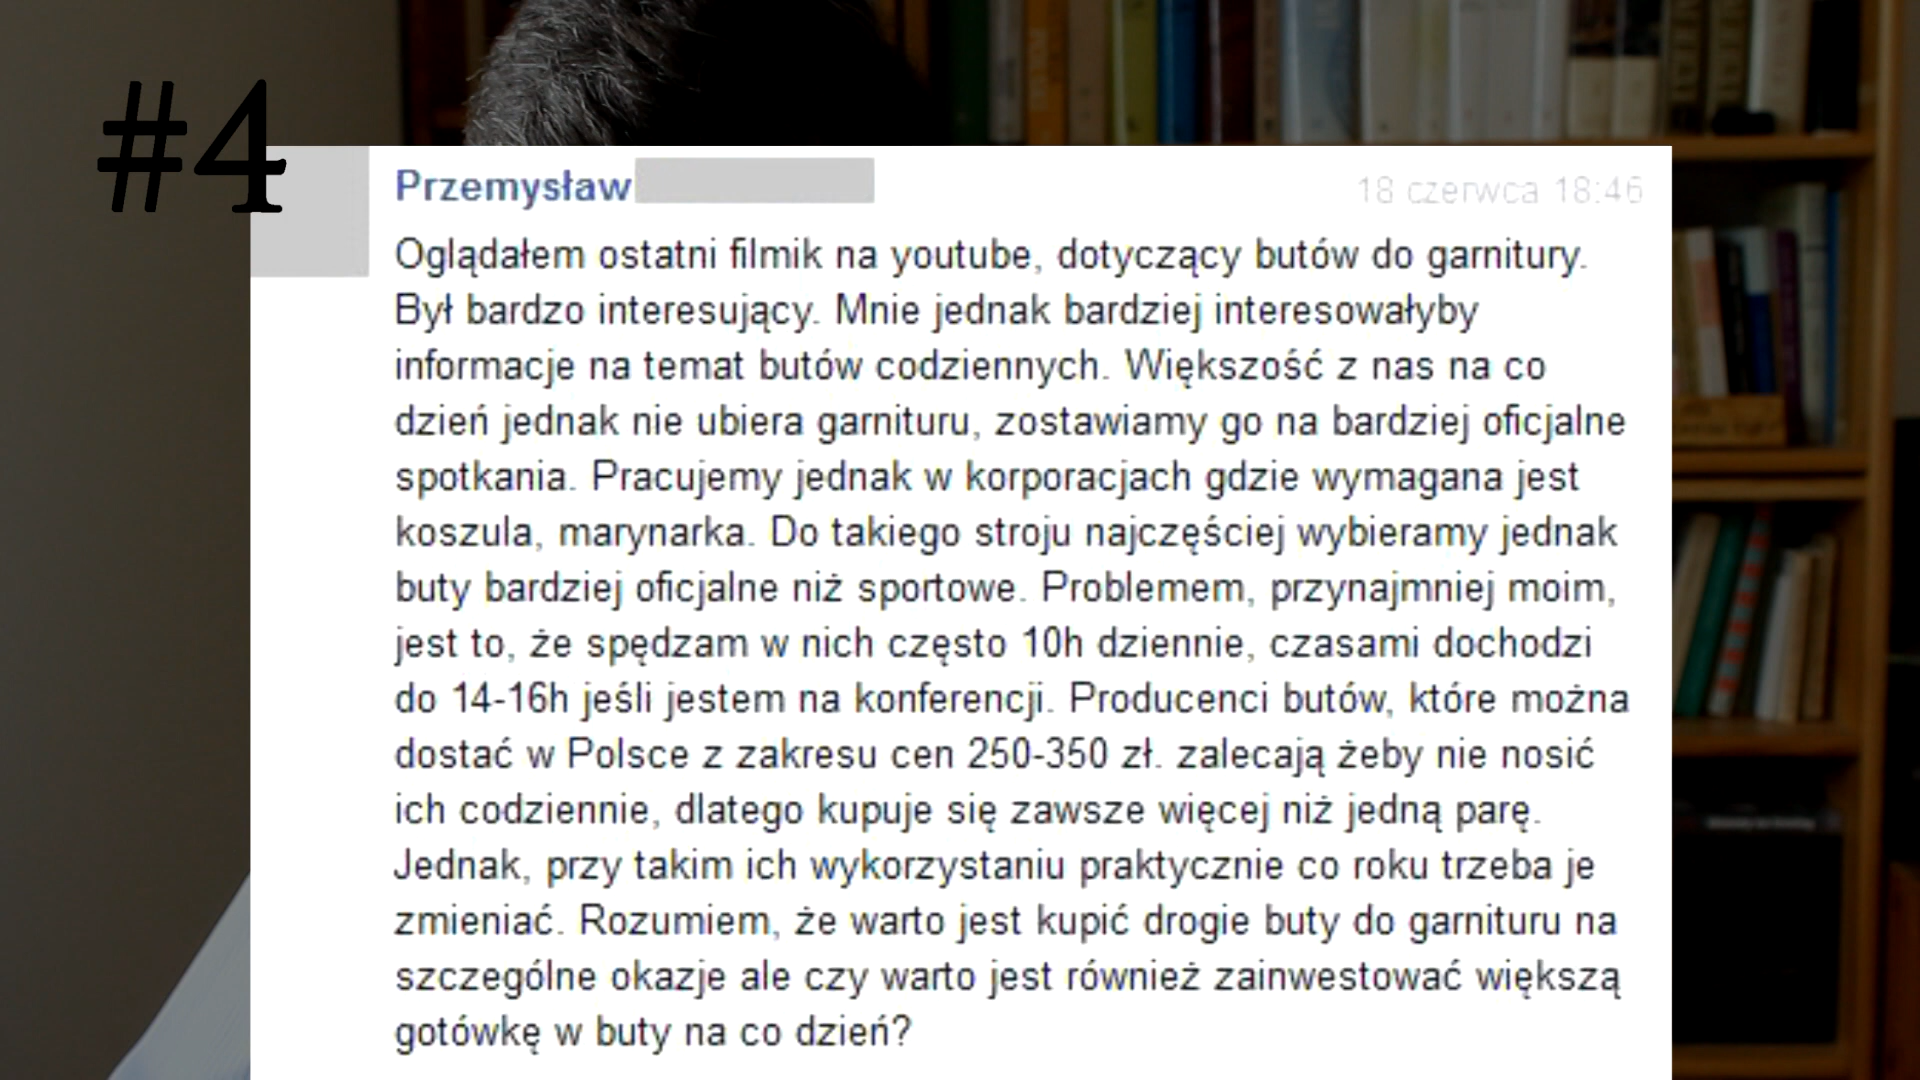 #4
Przemysław
18 czerwca 18:46
Oglądałem ostatni filmik na youtube, dotyczący butów do garnitury.
Był bardzo interesujący. Mnie jednak bardziej interesowałyby
informacje na temat butów codziennych. Większość z nas na co
dzień jednak nie ubiera garnituru, zostawiamy go na bardziej oficjalne
spotkania. Pracujemy jednak w korporacjach gdzie wymagana jest
koszula, marynarka. Do takiego stroju najczęściej wybieramy jednak
buty bardziej oficjalne niż sportowe. Problemem, przynajmniej moim,
jest to, że spędzam w nich często 10h dziennie, czasami dochodzi
do 14-16h jeśli jestem na konferencji. Producenci butów, które można
dostać w Polsce z zakresu cen 250-350 zł. zalecają żeby nie nosić
ich codziennie, dlatego kupuje się zawsze więcej niż jedną parę.
Jednak, przy takim ich wykorzystaniu praktycznie co roku trzeba je
zmieniać. Rozumiem, że warto jest kupić drogie buty do garnituru na
szczególne okazje ale czy warto jest również zainwestować większą
gotówkę w buty na co dzień?